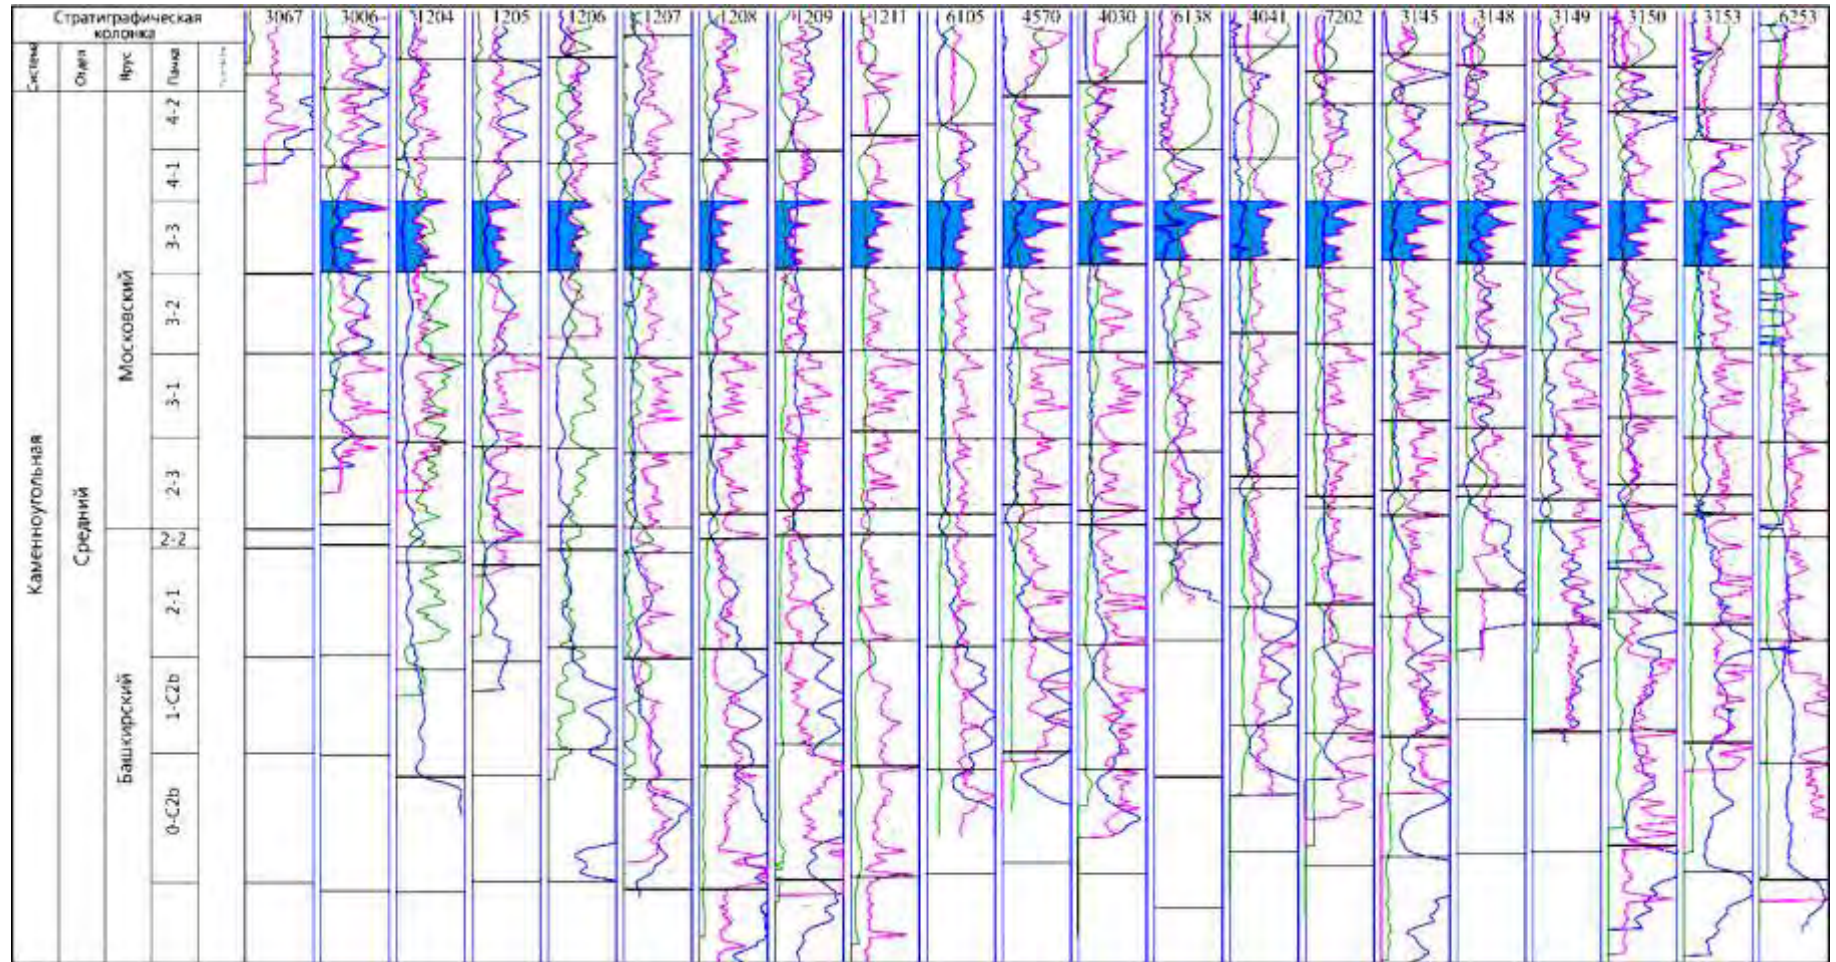 Стратиграфическая
колонка
3067 3006 1204 1205 1206 1207 1208 1209 1211 6105 4570 4030 6138 4041 7202 3145 3148 3149 3150 3153 6253
Система Отдел Ярус Пачка
Каменноугольная
Средний
Московский
Башкирский
4-2
4-1
3-3
3-2
3-1
2-3
2-2
2-1
1-C2b
0-C2b